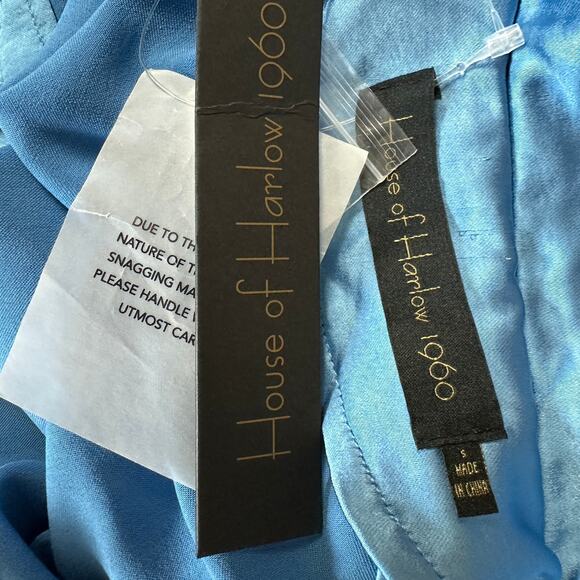 DUE TO TH
NATURE OF T
SNAGGING MA
PLEASE HANDLE
UTMOST CAR
House of Harlow 1960
House of Harlow 1960
S
MADE
IN CHINA